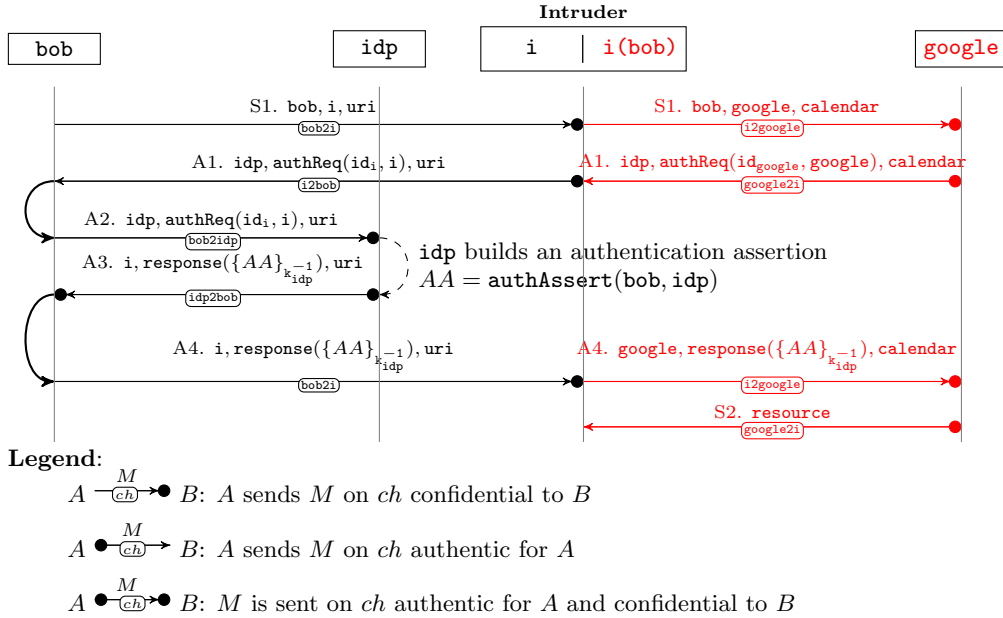 Intruder
bob idp i i(bob) google
S1. bob, i, uri S1. bob, google, calendar
bob2i i2google
A1. idp, authReq(id_i, i), uri A1. idp, authReq(id_google, google), calendar
i2bob google2i
A2. idp, authReq(id_i, i), uri
bob2idp
idp builds an authentication assertion
A3. i, response({AA}_{k_idp^{-1}}), uri
AA = authAssert(bob, idp)
idp2bob
A4. i, response({AA}_{k_idp^{-1}}), uri A4. google, response({AA}_{k_idp^{-1}}), calendar
bob2i i2google
S2. resource
google2i
Legend:
M
A ch B: A sends M on ch confidential to B
M
A ch B: A sends M on ch authentic for A
M
A ch B: M is sent on ch authentic for A and confidential to B